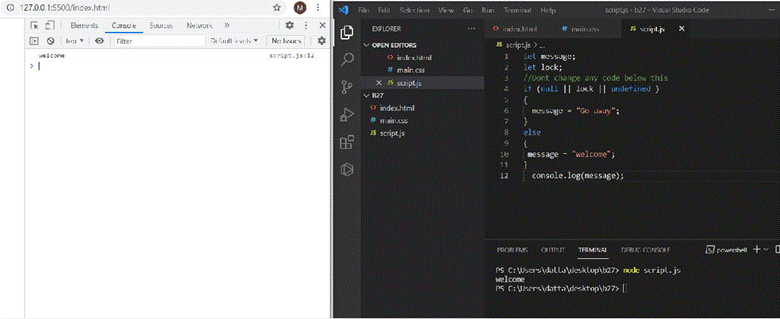 127.0.0.1:5500/index.html
Elements Console Sources Network »
top Filter Default levels No Issues
welcome script.js:12
>
File Edit Selection View Go Run script.js - b27 - Visual Studio Code
EXPLORER ...
OPEN EDITORS
<> index.html
# main.css
× JS script.js
B27
<> index.html
# main.css
JS script.js
<> index.html # main.css JS script.js
JS script.js > ...
1 let message;
2 let lock;
3 //Dont change any code below this
4 if (null || lock || undefined )
5 {
6 message = "Go away";
7 }
8 else
9 {
10 message = "welcome";
11 }
12 console.log(message);
PROBLEMS OUTPUT TERMINAL DEBUG CONSOLE powershell
PS C:\Users\datta\desktop\b27> node script.js
welcome
PS C:\Users\datta\desktop\b27>